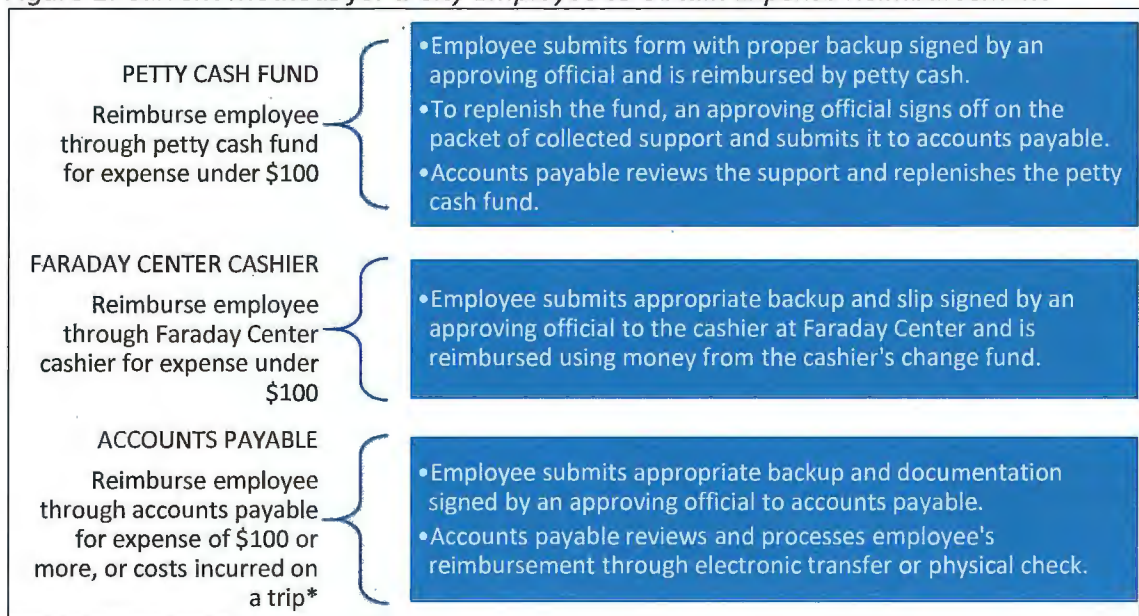 PETTY CASH FUND
Reimburse employee
through petty cash fund
for expense under $100
•Employee submits form with proper backup signed by an
approving official and is reimbursed by petty cash.
•To replenish the fund, an approving official signs off on the
packet of collected support and submits it to accounts payable.
•Accounts payable reviews the support and replenishes the petty
cash fund.
FARADAY CENTER CASHIER
Reimburse employee
through Faraday Center
cashier for expense under
$100
•Employee submits appropriate backup and slip signed by an
approving official to the cashier at Faraday Center and is
reimbursed using money from the cashier's change fund.
ACCOUNTS PAYABLE
Reimburse employee
through accounts payable
for expense of $100 or
more, or costs incurred on
a trip*
•Employee submits appropriate backup and documentation
signed by an approving official to accounts payable.
•Accounts payable reviews and processes employee's
reimbursement through electronic transfer or physical check.